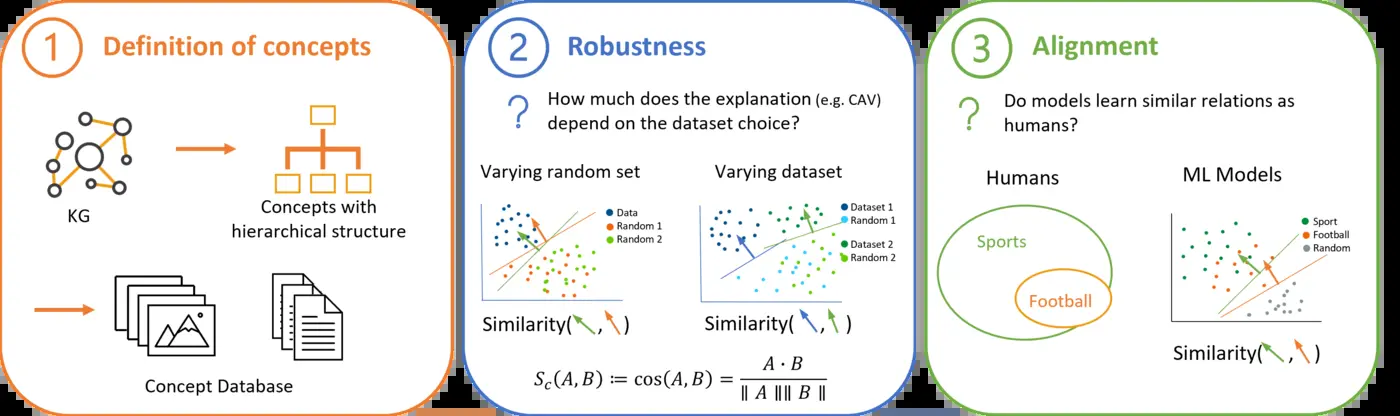 1 Definition of concepts
KG
Concepts with
hierarchical structure
Concept Database
2 Robustness
? How much does the explanation (e.g. CAV)
depend on the dataset choice?
Varying random set
Data
Random 1
Random 2
Similarity( , )
Varying dataset
Dataset 1
Random 1
Dataset 2
Random 2
Similarity( , )
S_c(A, B) ≔ cos(A, B) = A · B / ‖ A ‖‖ B ‖
3 Alignment
? Do models learn similar relations as
humans?
Humans
Sports
Football
ML Models
Sport
Football
Random
Similarity( , )